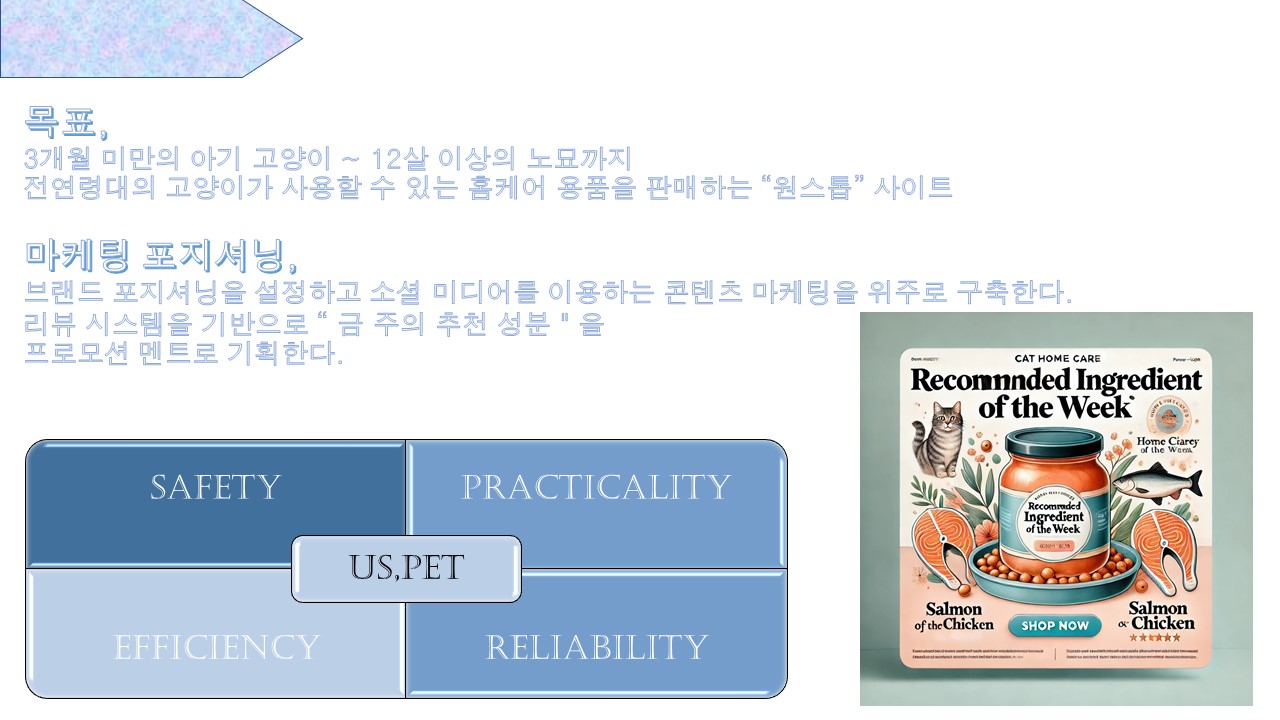 목표,
3개월 미만의 아기 고양이 ~ 12살 이상의 노묘까지
전연령대의 고양이가 사용할 수 있는 홈케어 용품을 판매하는 “원스톱” 사이트
마케팅 포지셔닝,
브랜드 포지셔닝을 설정하고 소셜 미디어를 이용하는 콘텐츠 마케팅을 위주로 구축한다.
리뷰 시스템을 기반으로 “ 금 주의 추천 성분 " 을
프로모션 멘트로 기획한다.
SAFETY
PRACTICALITY
US,PET
EFFICIENCY
RELIABILITY
CAT HOME CARE
Recomnnded Ingredient
of the Week
Home Ciarey
of the Week
Recommuded
Ingredient
of the Week
Salmon
of the Chicken
SHOP NOW
Salmon
& Chicken